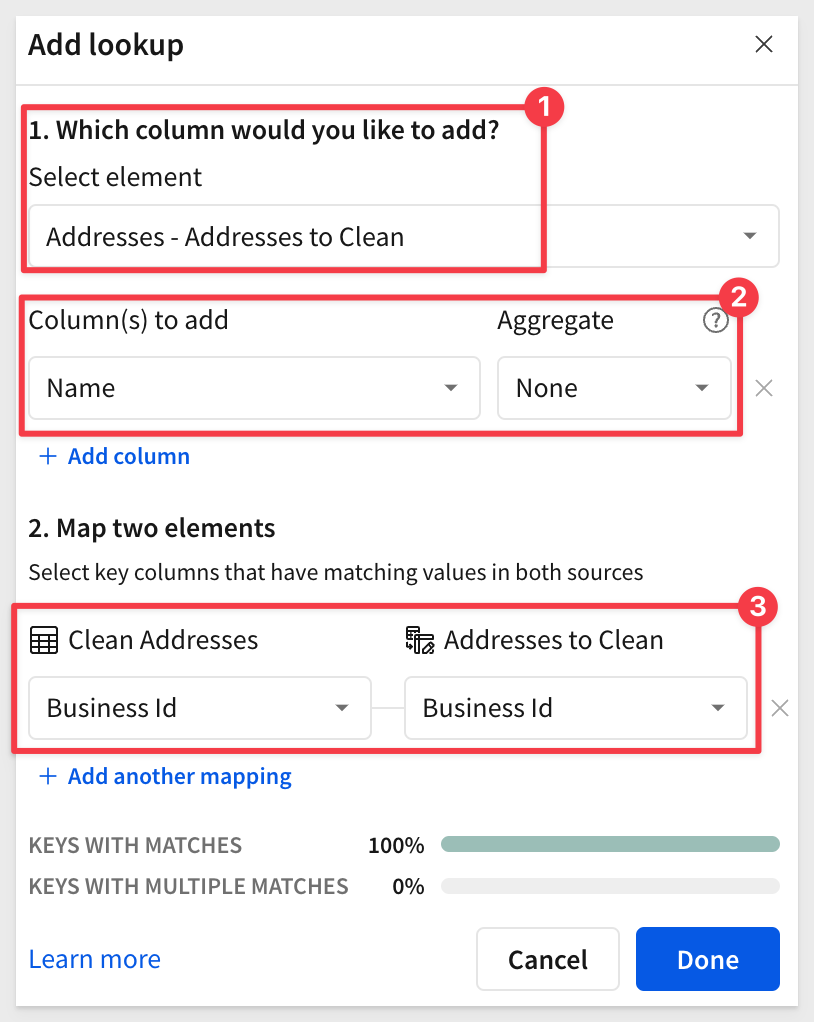 Add lookup
1
1. Which column would you like to add?
Select element
Addresses - Addresses to Clean
2
Column(s) to add Aggregate ?
Name None
+ Add column
2. Map two elements
Select key columns that have matching values in both sources
3
Clean Addresses Addresses to Clean
Business Id Business Id
+ Add another mapping
KEYS WITH MATCHES 100%
KEYS WITH MULTIPLE MATCHES 0%
Learn more Cancel Done